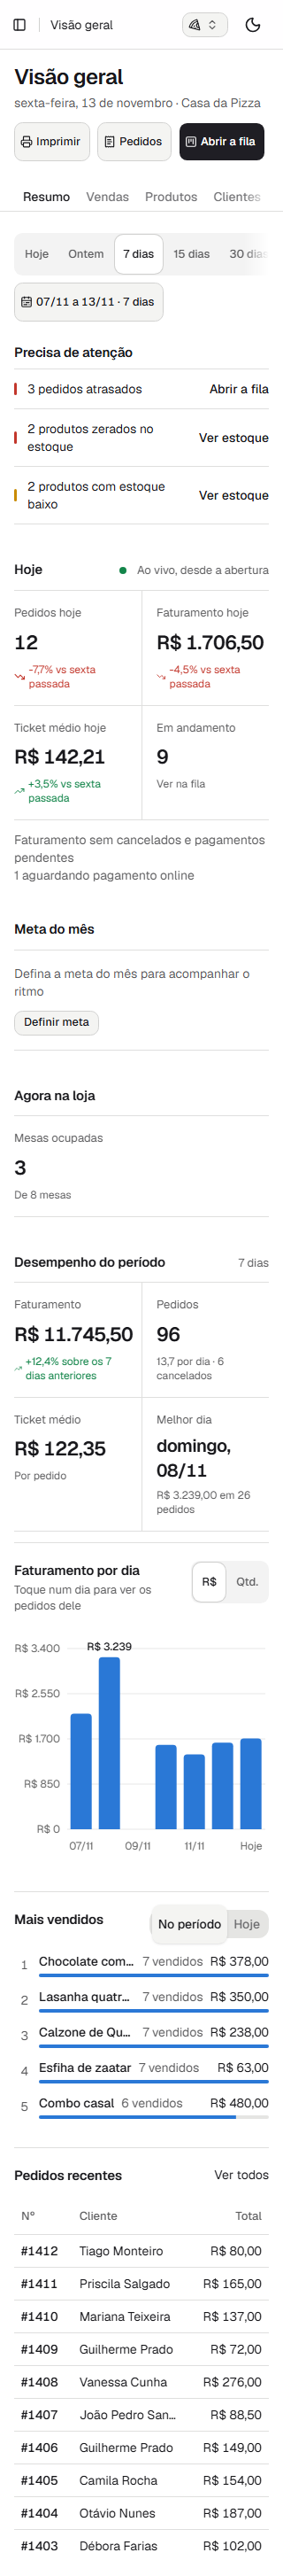 Visão geral
Visão geral
sexta-feira, 13 de novembro · Casa da Pizza
Imprimir
Pedidos
Abrir a fila
Resumo Vendas Produtos Clientes
Hoje Ontem 7 dias 15 dias 30 dias
07/11 a 13/11 · 7 dias
Precisa de atenção
3 pedidos atrasados
Abrir a fila
2 produtos zerados no
estoque
Ver estoque
2 produtos com estoque
baixo
Ver estoque
Hoje
Ao vivo, desde a abertura
Pedidos hoje
12
-7,7% vs sexta
passada
Faturamento hoje
R$ 1.706,50
-4,5% vs sexta
passada
Ticket médio hoje
R$ 142,21
+3,5% vs sexta
passada
Em andamento
9
Ver na fila
Faturamento sem cancelados e pagamentos
pendentes
1 aguardando pagamento online
Meta do mês
Defina a meta do mês para acompanhar o
ritmo
Definir meta
Agora na loja
Mesas ocupadas
3
De 8 mesas
Desempenho do período
7 dias
Faturamento
R$ 11.745,50
+12,4% sobre os 7
dias anteriores
Pedidos
96
13,7 por dia · 6
cancelados
Ticket médio
R$ 122,35
Por pedido
Melhor dia
domingo,
08/11
R$ 3.239,00 em 26
pedidos
Faturamento por dia
Toque num dia para ver os
pedidos dele
R$ Qtd.
R$ 3.400
R$ 3.239
R$ 2.550
R$ 1.700
R$ 850
R$ 0
07/11 09/11 11/11 Hoje
Mais vendidos
No período Hoje
1 Chocolate com... 7 vendidos R$ 378,00
2 Lasanha quatr... 7 vendidos R$ 350,00
3 Calzone de Qu... 7 vendidos R$ 238,00
4 Esfiha de zaatar 7 vendidos R$ 63,00
5 Combo casal 6 vendidos R$ 480,00
Pedidos recentes
Ver todos
N° Cliente Total
#1412 Tiago Monteiro R$ 80,00
#1411 Priscila Salgado R$ 165,00
#1410 Mariana Teixeira R$ 137,00
#1409 Guilherme Prado R$ 72,00
#1408 Vanessa Cunha R$ 276,00
#1407 João Pedro San... R$ 88,50
#1406 Guilherme Prado R$ 149,00
#1405 Camila Rocha R$ 154,00
#1404 Otávio Nunes R$ 187,00
#1403 Débora Farias R$ 102,00